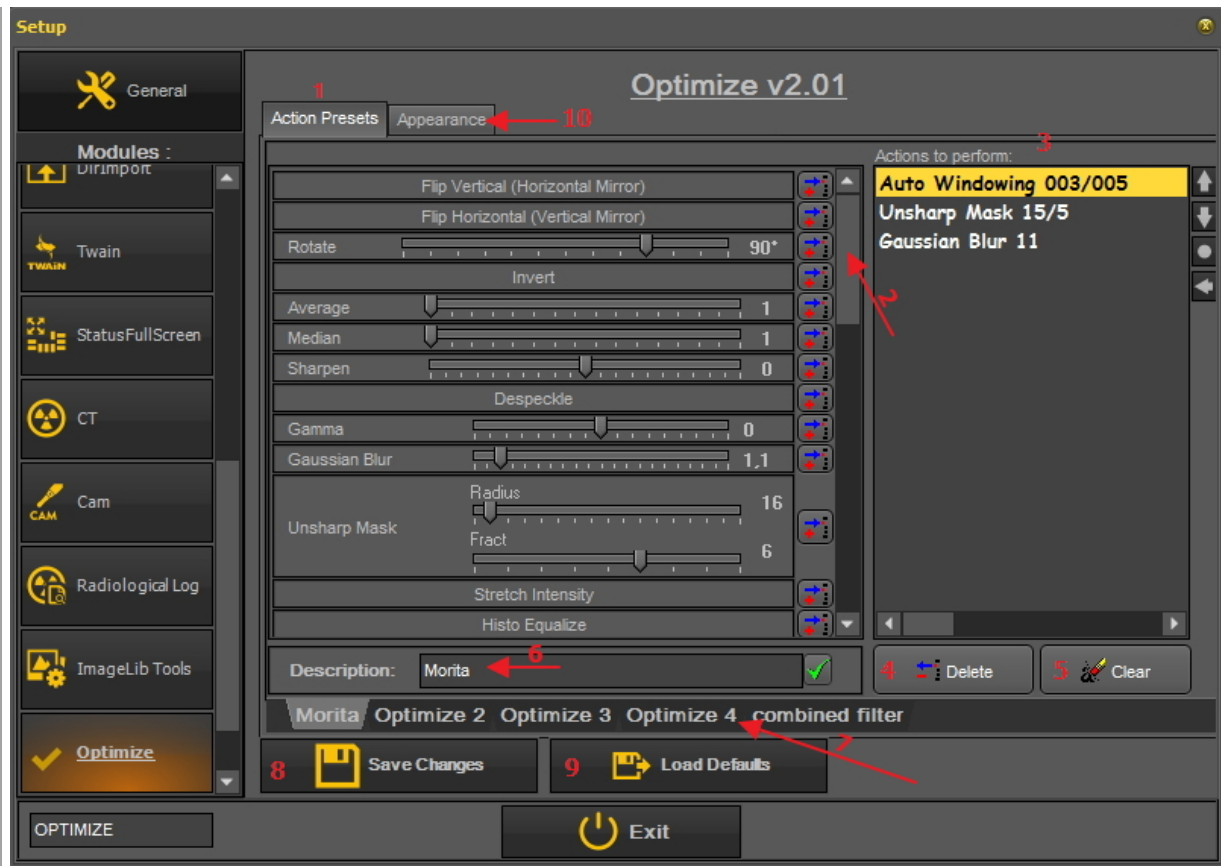 Setup
General
Modules :
DirImport
Twain
TWAIN
StatusFullScreen
CT
Cam
CAM
Radiological Log
ImageLib Tools
Optimize
OPTIMIZE
Optimize v2.01
1
Action Presets Appearance 10
Flip Vertical (Horizontal Mirror)
Flip Horizontal (Vertical Mirror)
Rotate 90°
Invert
Average 1
Median 1
Sharpen 0
Despeckle
Gamma 0
Gaussian Blur 1,1
Radius 16
Unsharp Mask
Fract 6
Stretch Intensity
Histo Equalize
2
3
Actions to perform:
Auto Windowing 003/005
Unsharp Mask 15/5
Gaussian Blur 11
Description: Morita 6
4 Delete 5 Clear
Morita Optimize 2 Optimize 3 Optimize 4 combined filter
7
8 Save Changes 9 Load Defaults
Exit